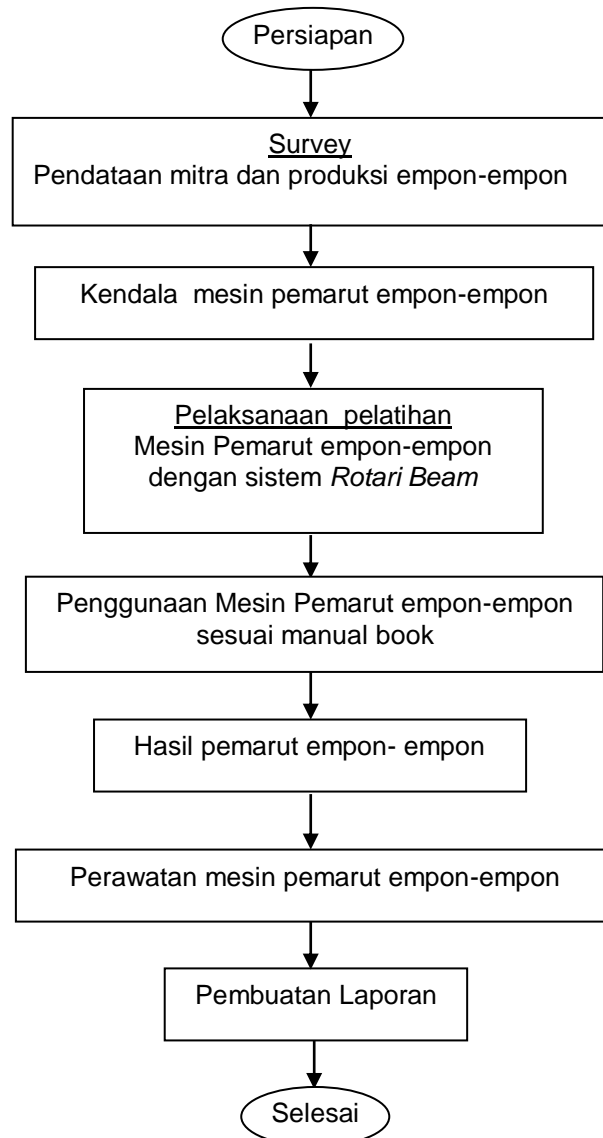 Persiapan
Survey
Pendataan mitra dan produksi empon-empon
Kendala mesin pemarut empon-empon
Pelaksanaan pelatihan
Mesin Pemarut empon-empon
dengan sistem Rotari Beam
Penggunaan Mesin Pemarut empon-empon
sesuai manual book
Hasil pemarut empon- empon
Perawatan mesin pemarut empon-empon
Pembuatan Laporan
Selesai